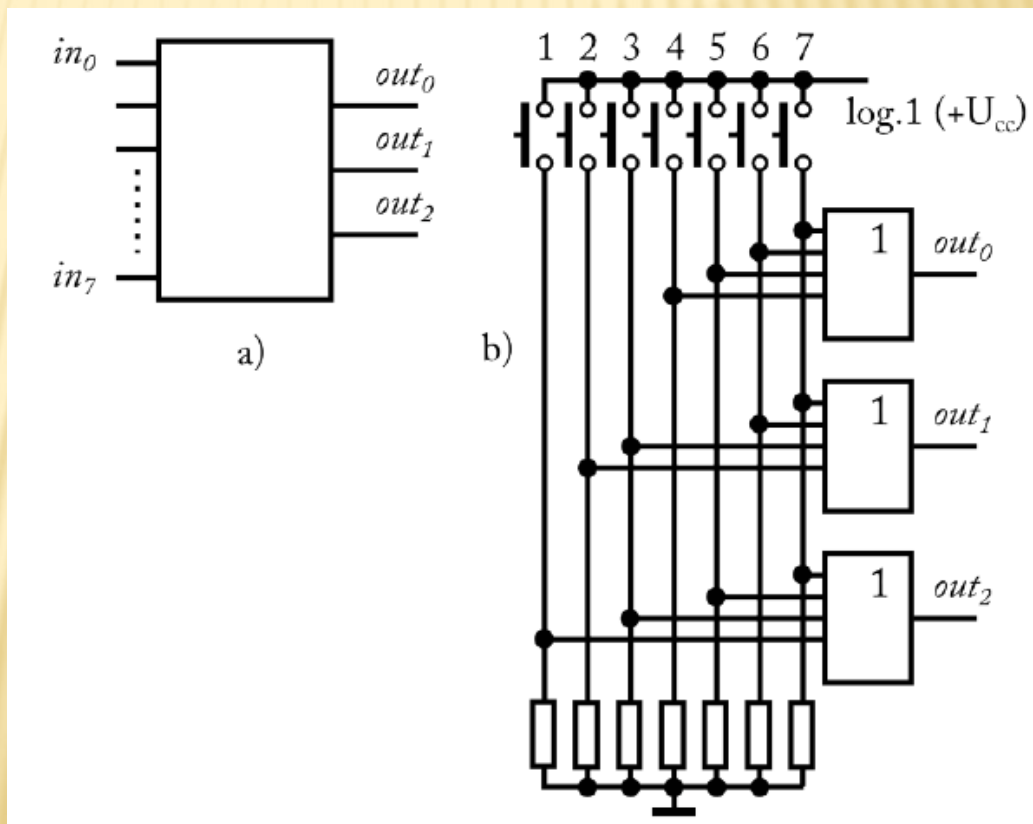 in₀
out₀
out₁
out₂
in₇
a)
1 2 3 4 5 6 7
log.1 (+U꜀꜀)
b)
1 out₀
1 out₁
1 out₂